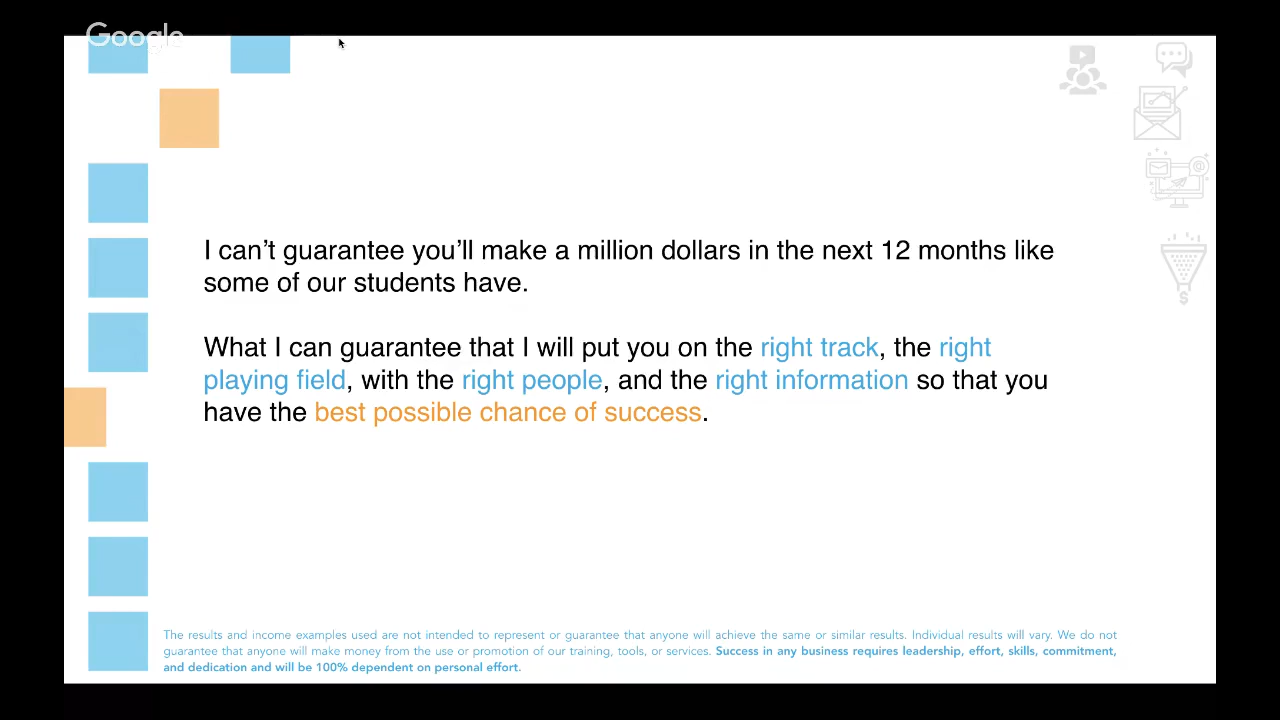 Google
I can’t guarantee you’ll make a million dollars in the next 12 months like
some of our students have.
What I can guarantee that I will put you on the right track, the right
playing field, with the right people, and the right information so that you
have the best possible chance of success.
The results and income examples used are not intended to represent or guarantee that anyone will achieve the same or similar results. Individual results will vary. We do not
guarantee that anyone will make money from the use or promotion of our training, tools, or services. Success in any business requires leadership, effort, skills, commitment,
and dedication and will be 100% dependent on personal effort.